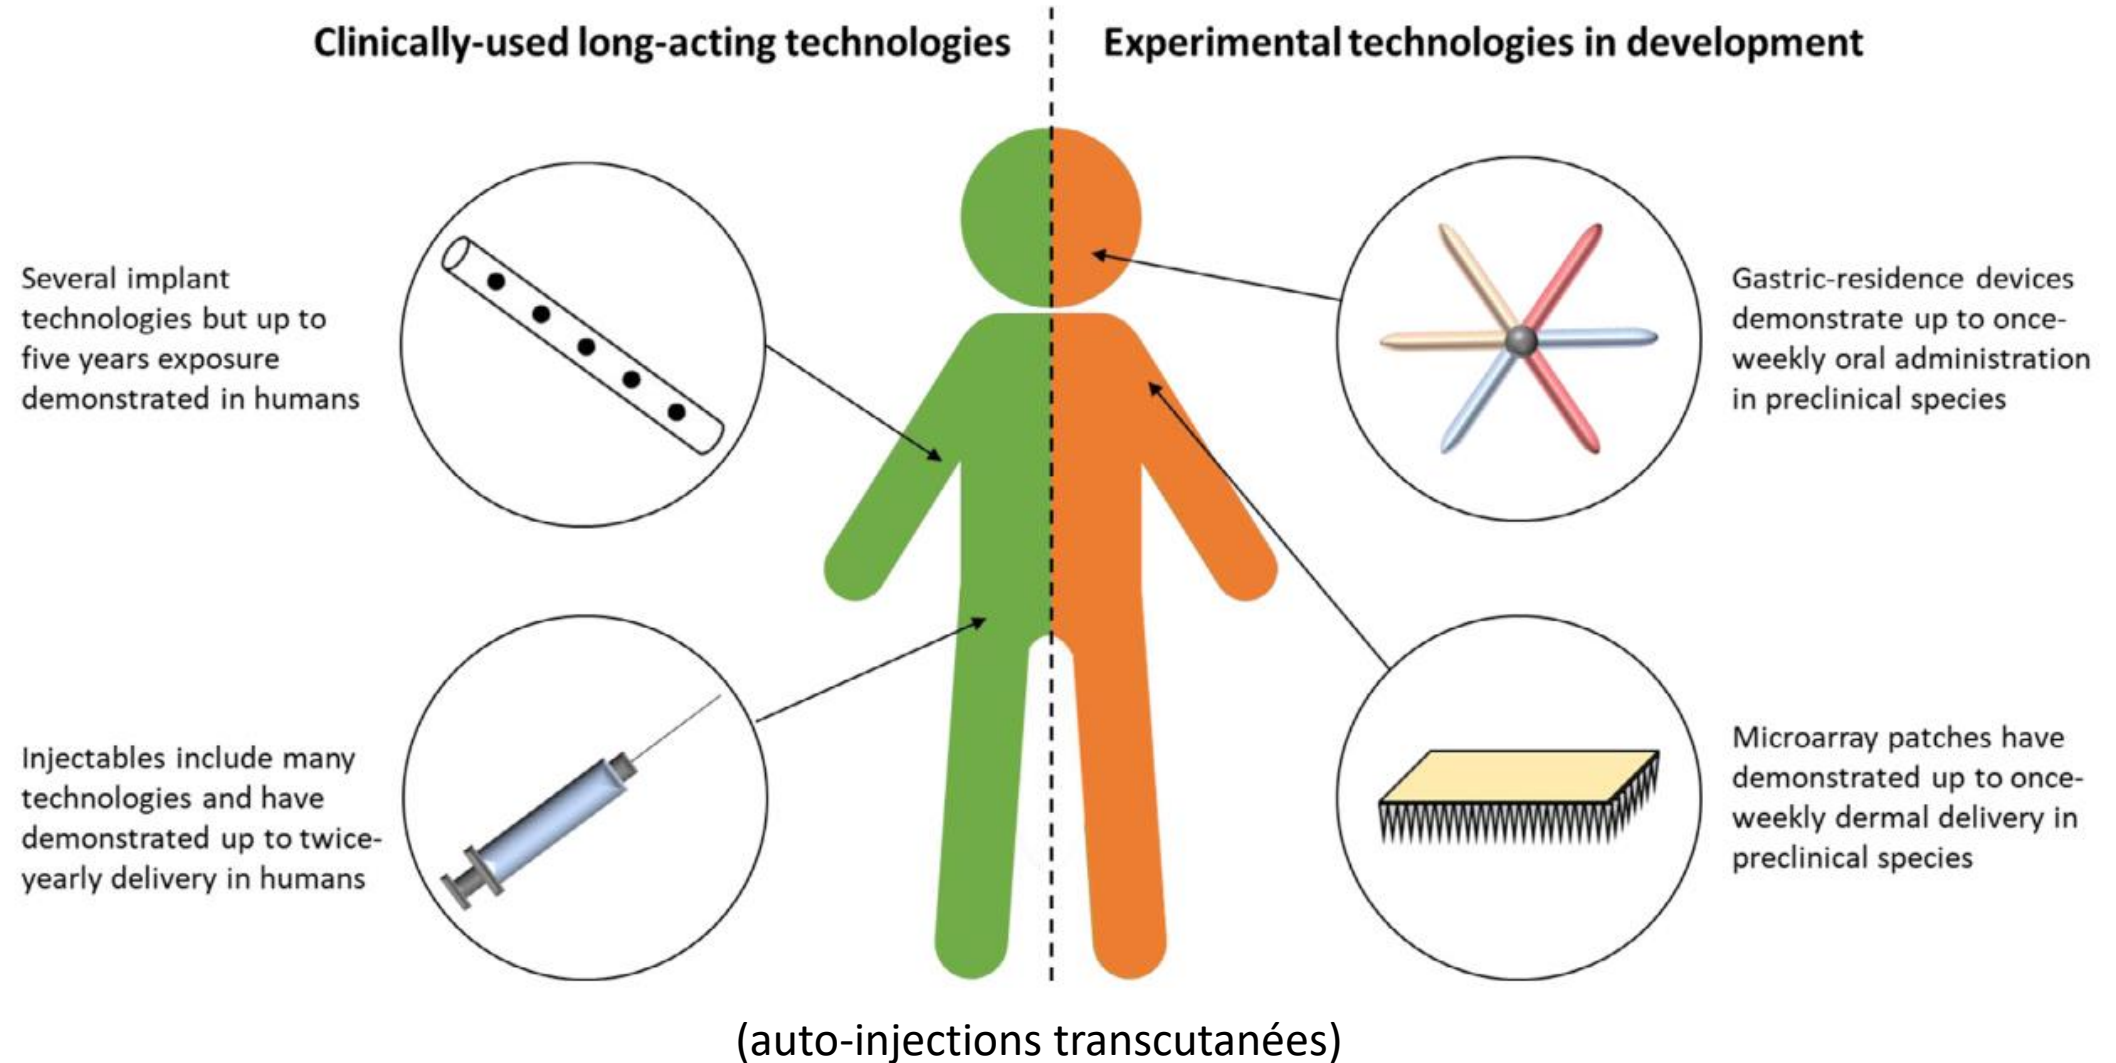 Clinically-used long-acting technologies
Experimental technologies in development
Several implant
technologies but up to
five years exposure
demonstrated in humans
Gastric-residence devices
demonstrate up to once-
weekly oral administration
in preclinical species
Injectables include many
technologies and have
demonstrated up to twice-
yearly delivery in humans
Microarray patches have
demonstrated up to once-
weekly dermal delivery in
preclinical species
(auto-injections transcutanées)